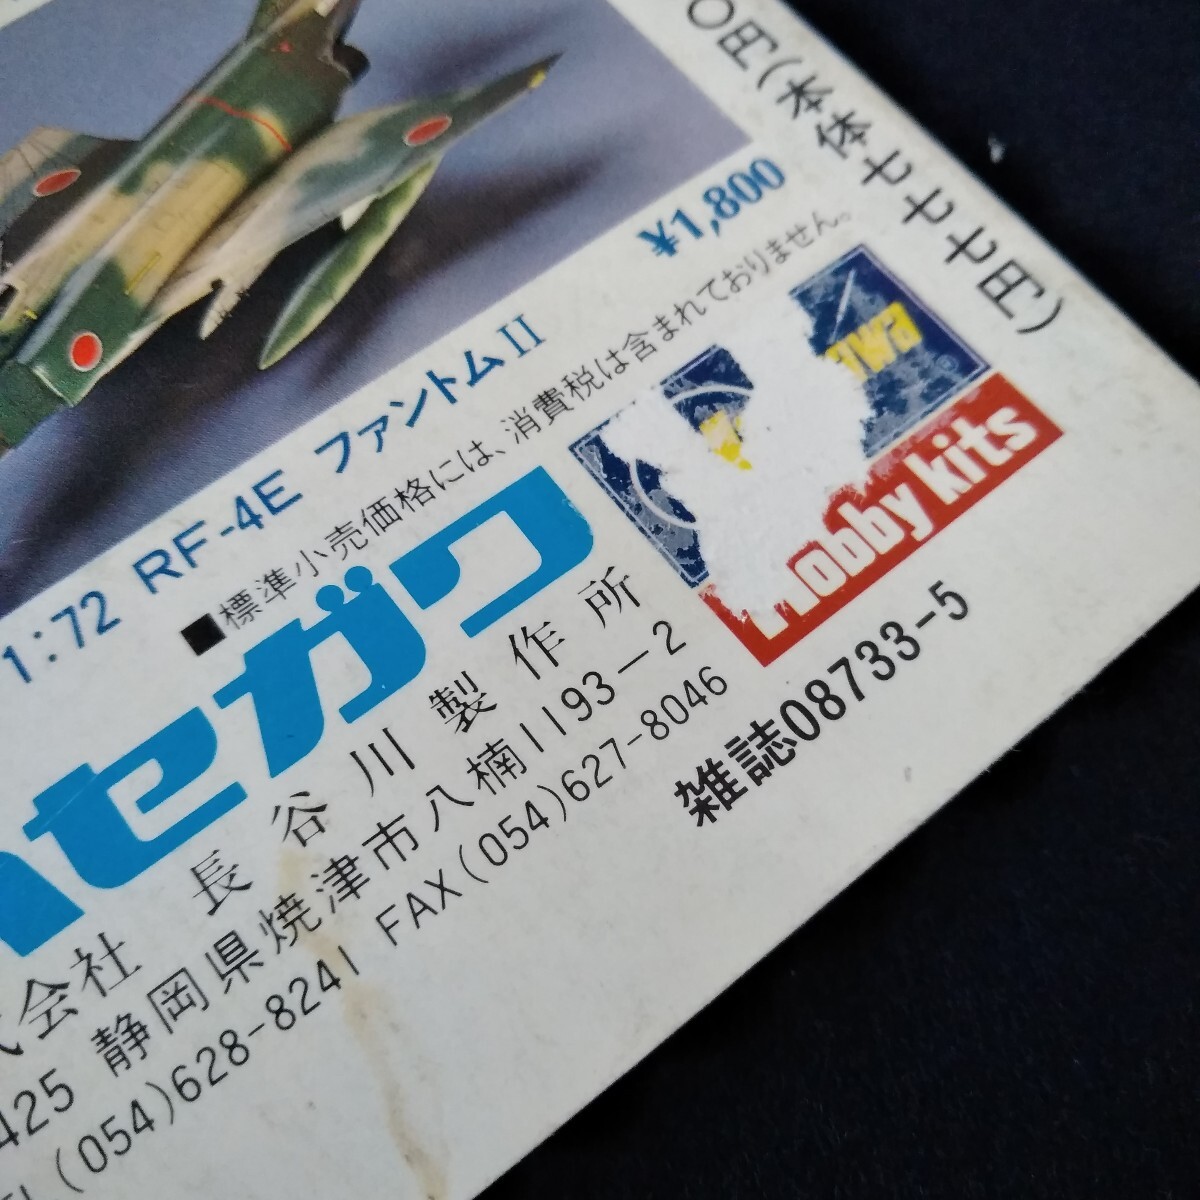 ¥1,800
1:72 RF-4E ファントムII
■標準小売価格には、消費税は含まれておりません。
ハセガワ
式会社 長谷川製作所
425 静岡県焼津市八楠1193-2
(054)628-8241 FAX(054)627-8046
Hobby kits
雑誌08733-5
0円(本体七七七円)